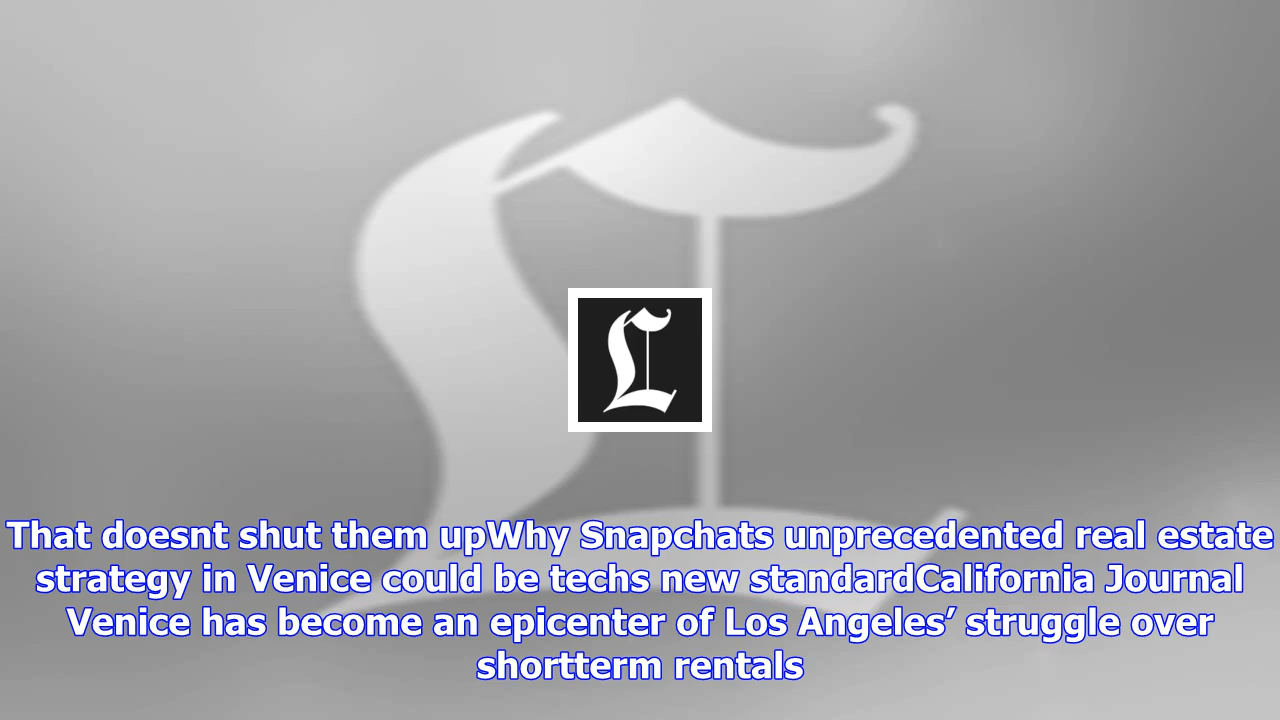 That doesnt shut them upWhy Snapchats unprecedented real estate
strategy in Venice could be techs new standardCalifornia Journal
Venice has become an epicenter of Los Angeles’ struggle over
shortterm rentals